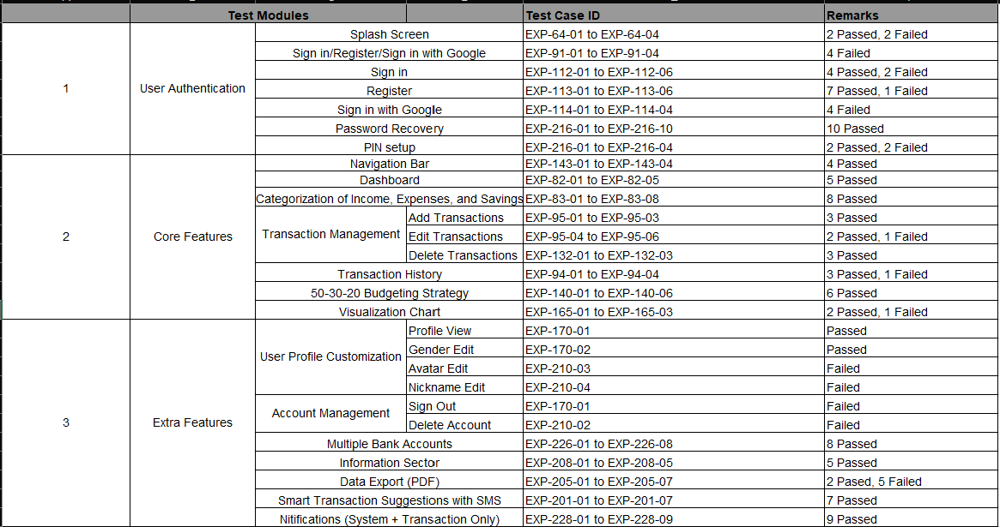 Test Modules Test Case ID Remarks
1 User Authentication Splash Screen EXP-64-01 to EXP-64-04 2 Passed, 2 Failed
Sign in/Register/Sign in with Google EXP-91-01 to EXP-91-04 4 Failed
Sign in EXP-112-01 to EXP-112-06 4 Passed, 2 Failed
Register EXP-113-01 to EXP-113-06 7 Passed, 1 Failed
Sign in with Google EXP-114-01 to EXP-114-04 4 Failed
Password Recovery EXP-216-01 to EXP-216-10 10 Passed
PIN setup EXP-216-01 to EXP-216-04 2 Passed, 2 Failed
2 Core Features Navigation Bar EXP-143-01 to EXP-143-04 4 Passed
Dashboard EXP-82-01 to EXP-82-05 5 Passed
Categorization of Income, Expenses, and Savings EXP-83-01 to EXP-83-08 8 Passed
Transaction Management Add Transactions EXP-95-01 to EXP-95-03 3 Passed
Edit Transactions EXP-95-04 to EXP-95-06 2 Passed, 1 Failed
Delete Transactions EXP-132-01 to EXP-132-03 3 Passed
Transaction History EXP-94-01 to EXP-94-04 3 Passed, 1 Failed
50-30-20 Budgeting Strategy EXP-140-01 to EXP-140-06 6 Passed
Visualization Chart EXP-165-01 to EXP-165-03 2 Passed, 1 Failed
3 Extra Features User Profile Customization Profile View EXP-170-01 Passed
Gender Edit EXP-170-02 Passed
Avatar Edit EXP-210-03 Failed
Nickname Edit EXP-210-04 Failed
Account Management Sign Out EXP-170-01 Failed
Delete Account EXP-210-02 Failed
Multiple Bank Accounts EXP-226-01 to EXP-226-08 8 Passed
Information Sector EXP-208-01 to EXP-208-05 5 Passed
Data Export (PDF) EXP-205-01 to EXP-205-07 2 Pased, 5 Failed
Smart Transaction Suggestions with SMS EXP-201-01 to EXP-201-07 7 Passed
Nitifications (System + Transaction Only) EXP-228-01 to EXP-228-09 9 Passed